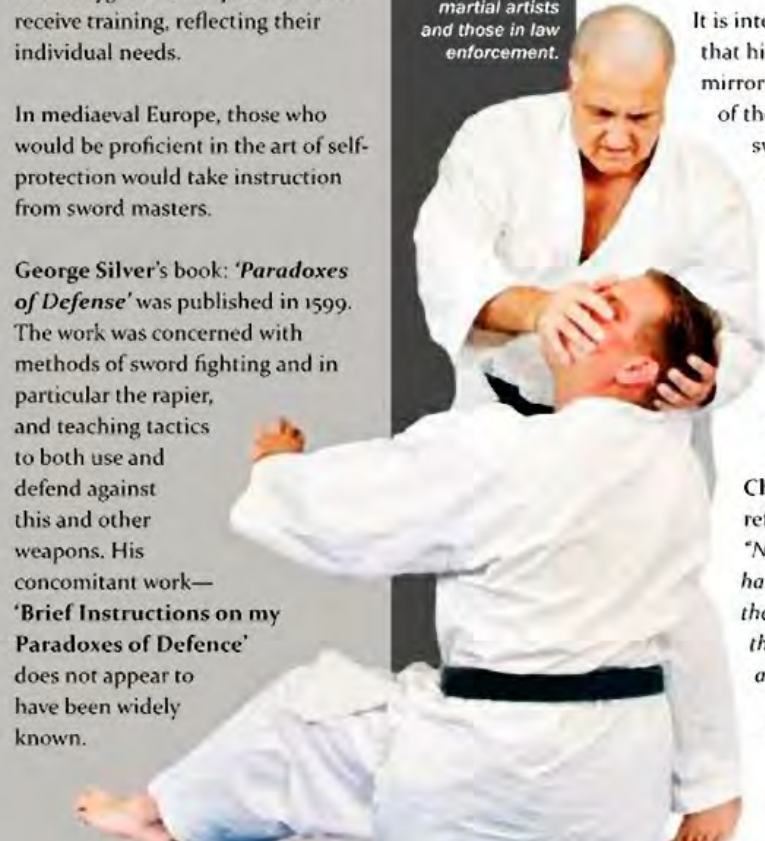 receive training, reflecting their
individual needs.
In mediaeval Europe, those who
would be proficient in the art of self-
protection would take instruction
from sword masters.
George Silver's book: 'Paradoxes
of Defense' was published in 1599.
The work was concerned with
methods of sword fighting and in
particular the rapier,
and teaching tactics
to both use and
defend against
this and other
weapons. His
concomitant work—
'Brief Instructions on my
Paradoxes of Defence'
does not appear to
have been widely
known.
martial artists
and those in law
enforcement.
It is inte
that hi
mirror
of th
sv
Cl
ref
"N
ha
the
th
a